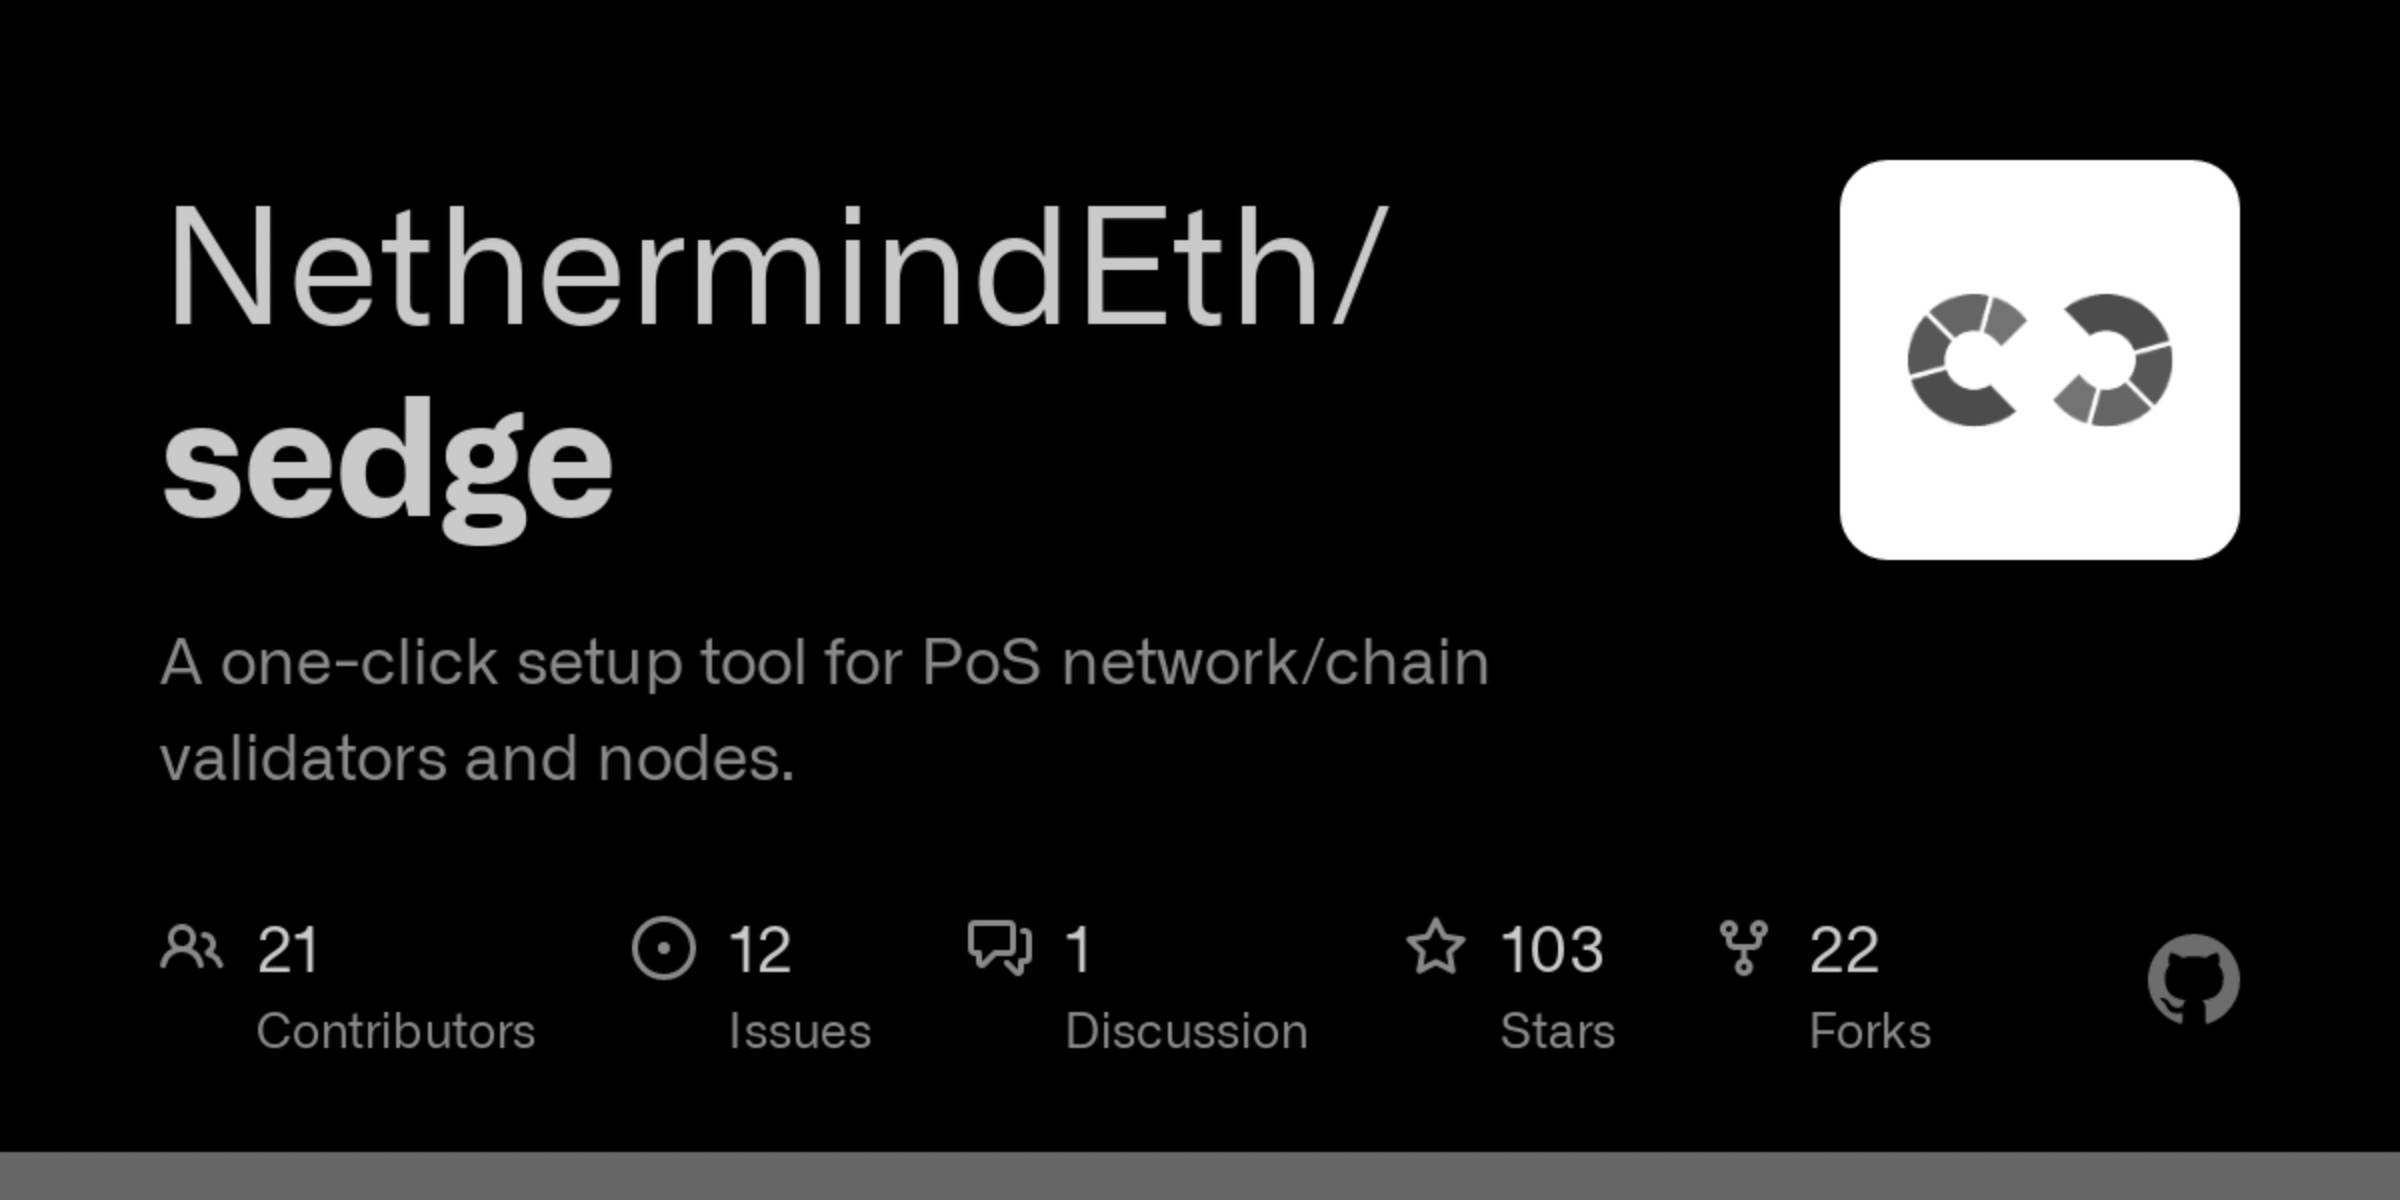 NethermindEth/
sedge
A one-click setup tool for PoS network/chain
validators and nodes.
21 12 1 103 22
Contributors Issues Discussion Stars Forks